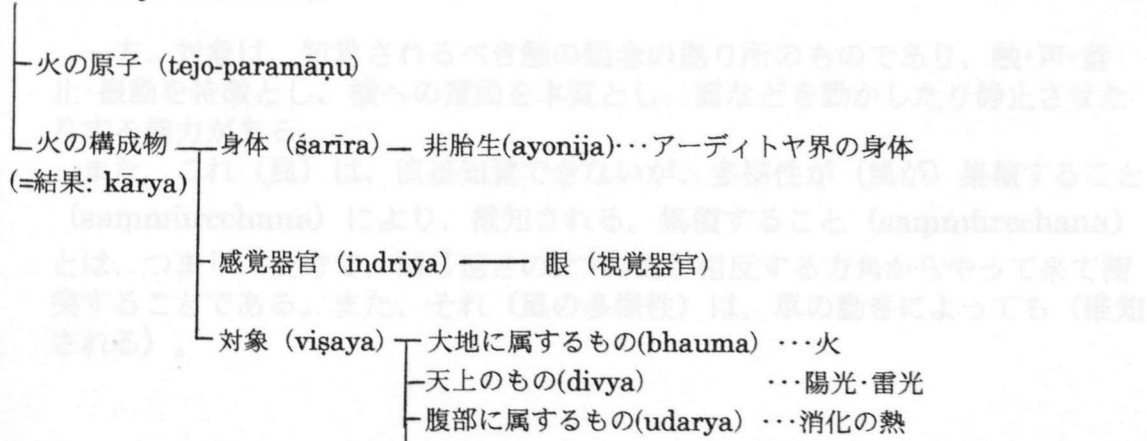 火の原子 (tejo-paramāṇu)
火の構成物 身体 (śarīra) 非胎生(ayonija)…アーディトヤ界の身体
(=結果: kārya)
感覚器官 (indriya) 眼 (視覚器官)
対象 (viṣaya) 大地に属するもの(bhauma) …火
天上のもの(divya) …陽光・雷光
腹部に属するもの(udarya) …消化の熱